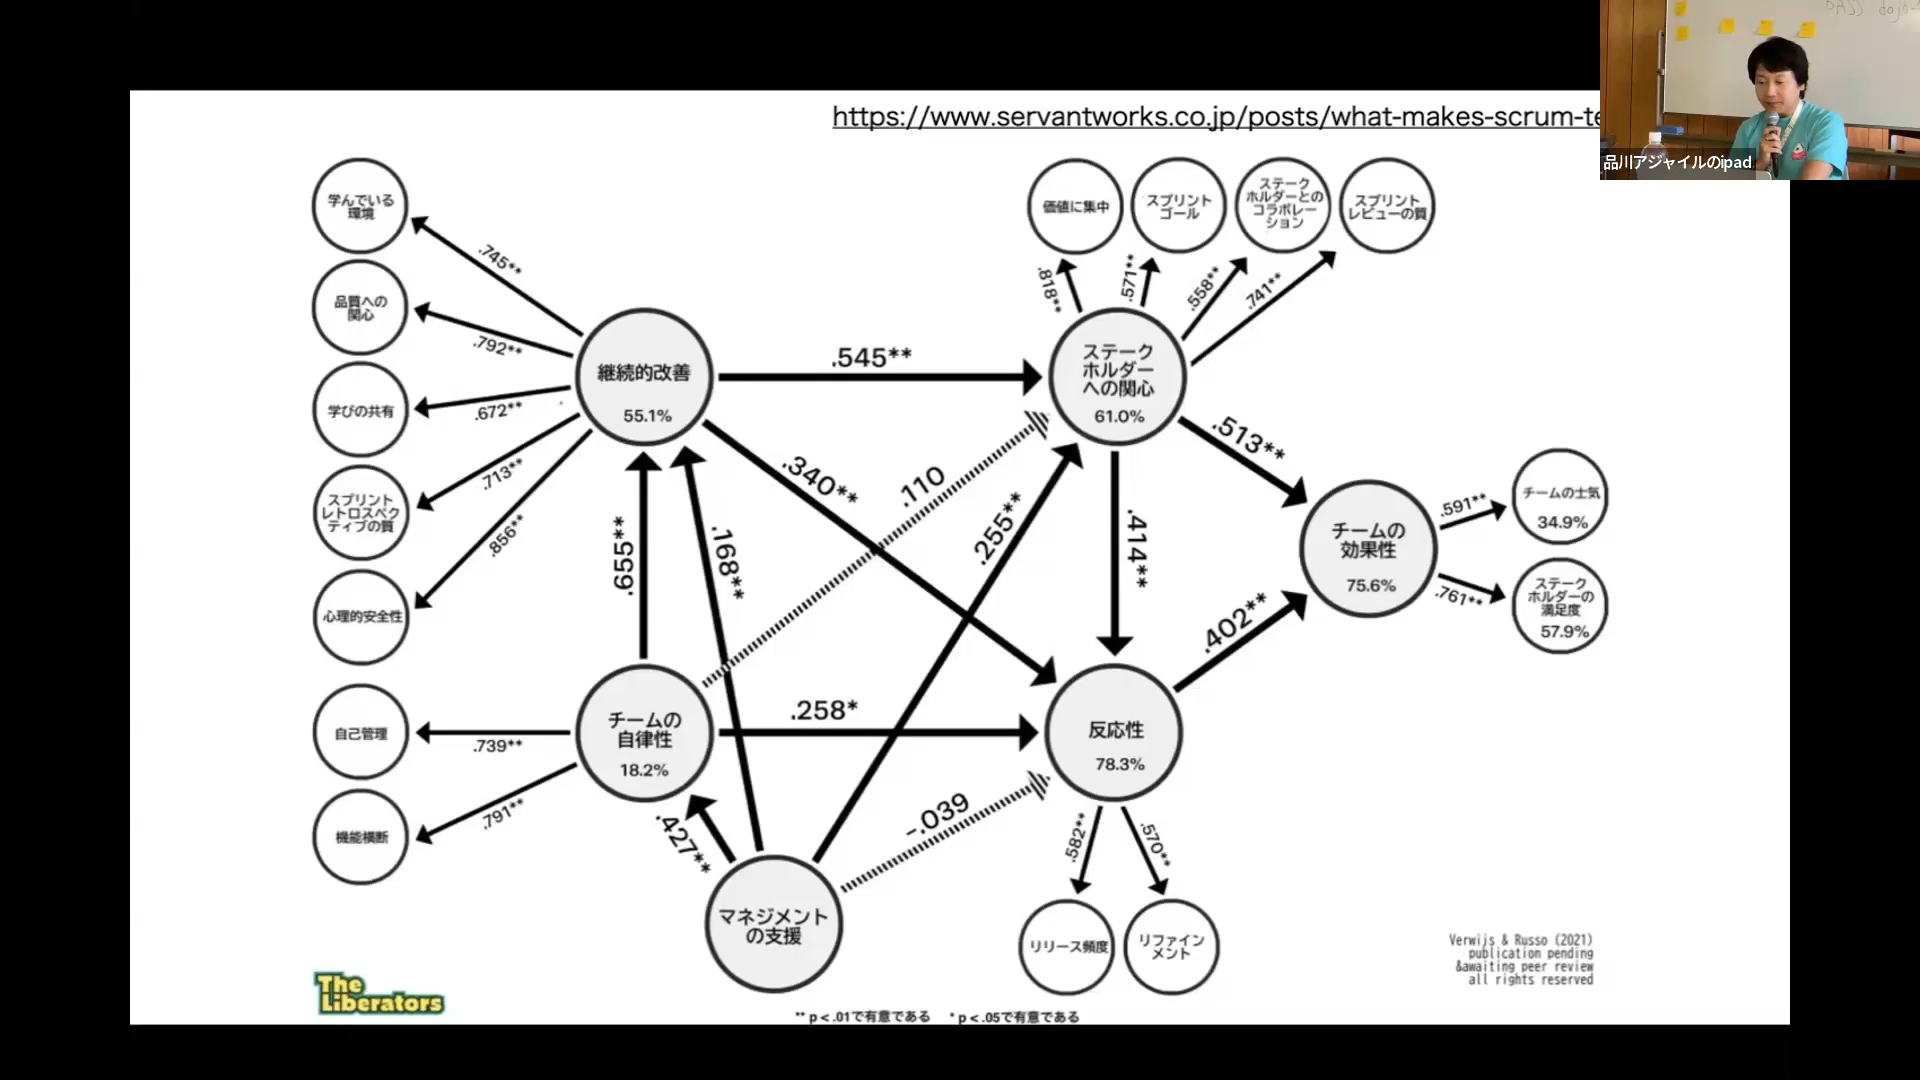 https://www.servantworks.co.jp/posts/what-makes-scrum-te
品川アジャイルのipad
学んでいる
環境
品質への
関心
学びの共有
スプリント
レトロスペク
ティブの質
心理的安全性
自己管理
機能横断
.745**
.792**
.672**
.713**
.856**
.739**
.791**
継続的改善
55.1%
チームの
自律性
18.2%
マネジメント
の支援
.655**
.168**
.427**
.545**
.340**
.110
.255**
.258*
-.039
価値に集中
スプリント
ゴール
ステーク
ホルダーとの
コラボレー
ション
スプリント
レビューの質
.818**
.571**
.558**
.741**
ステーク
ホルダー
への関心
61.0%
.414**
反応性
78.3%
.582**
.570**
リリース頻度
リファイン
メント
.513**
.402**
チームの
効果性
75.6%
.591**
.761**
チームの士気
34.9%
ステーク
ホルダーの
満足度
57.9%
The
Liberators
** p < .01で有意である * p < .05で有意である
Verwijs & Russo (2021)
publication pending
&awaiting peer review
all rights reserved